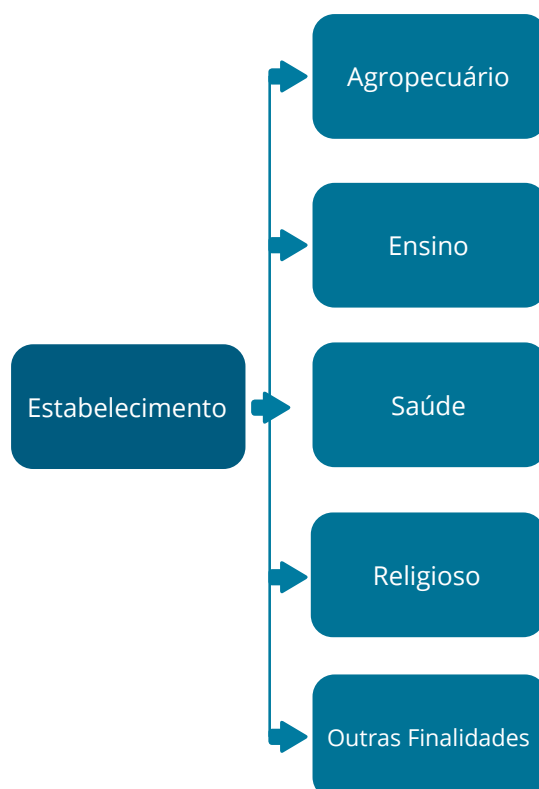 Agropecuário
Ensino
Estabelecimento
Saúde
Religioso
Outras Finalidades